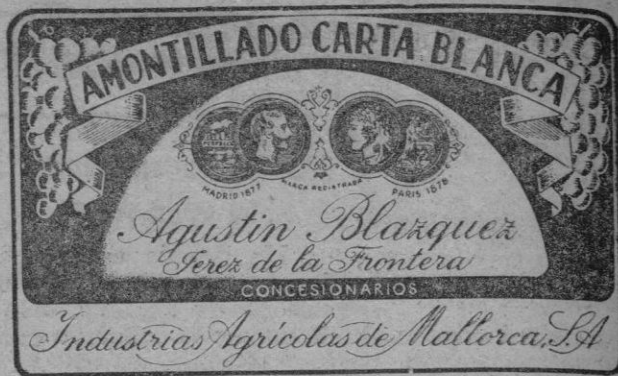 AMONTILLADO CARTA BLANCA
MADRID 1877 MARCA REGISTRADA PARIS 1878
Agustin Blazquez
Jerez de la Frontera
CONCESIONARIOS
Industrias Agrícolas de Mallorca, S.A